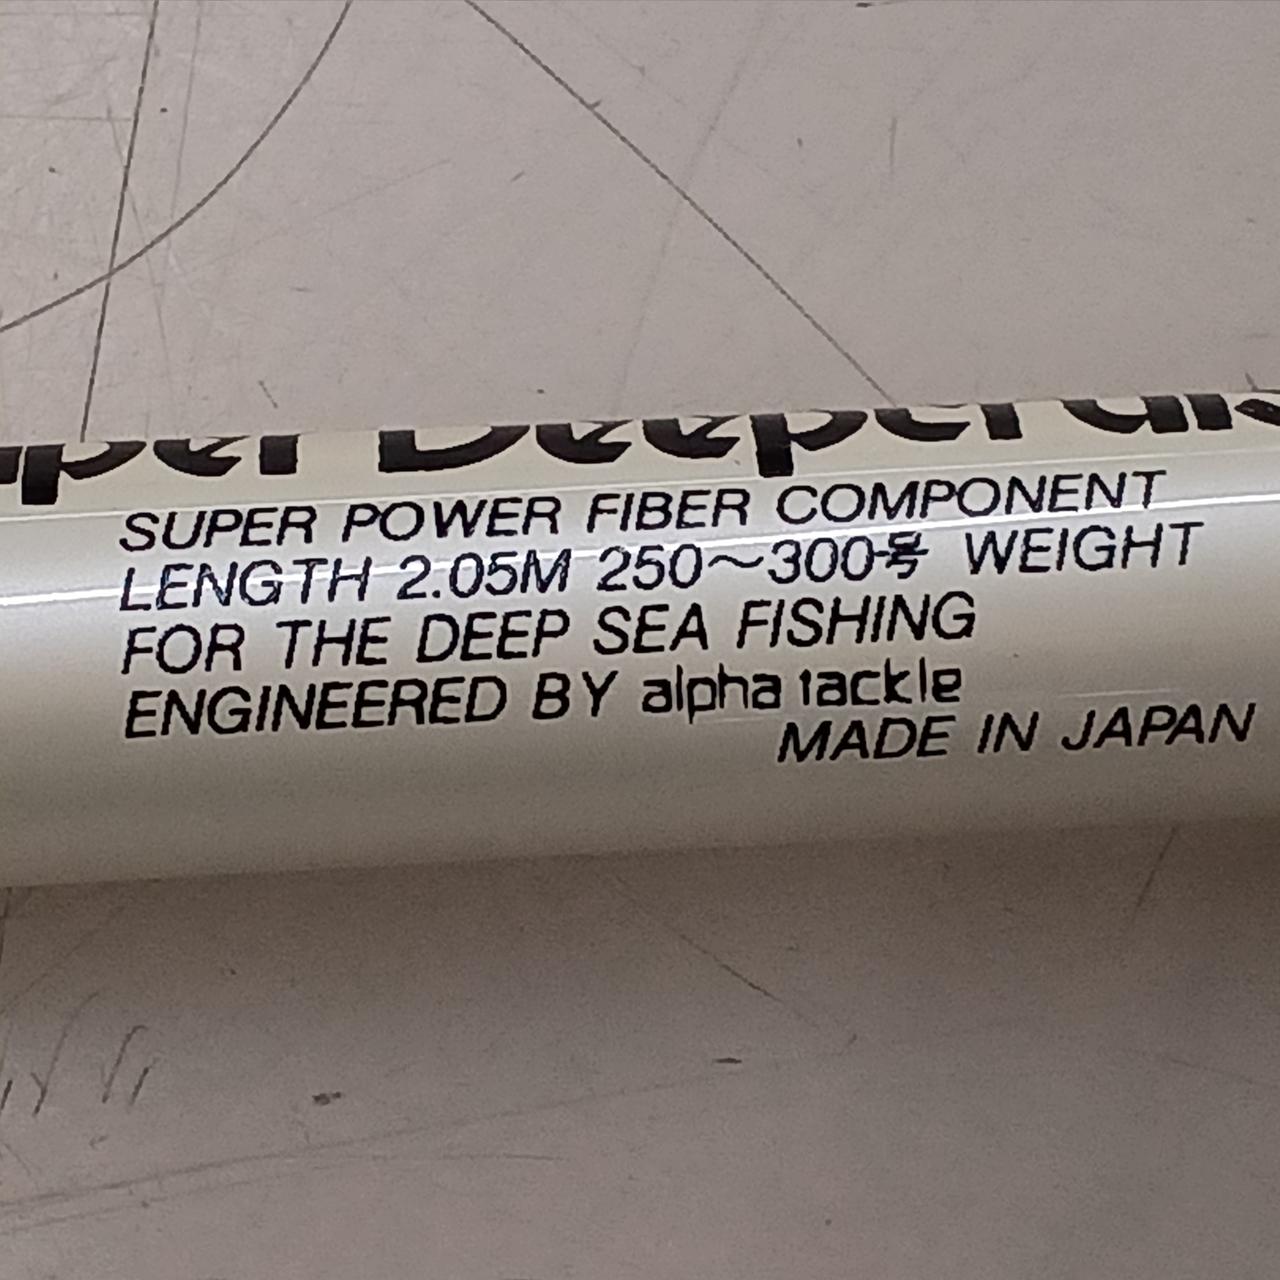 Deep
SUPER POWER FIBER COMPONENT
LENGTH 2.05M 250～300号 WEIGHT
FOR THE DEEP SEA FISHING
ENGINEERED BY alpha tackle
MADE IN JAPAN